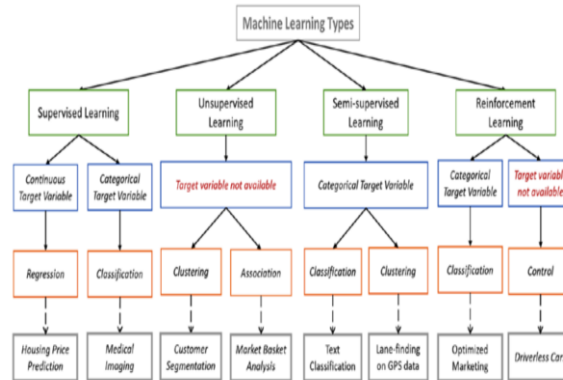 Machine Learning Types
Supervised Learning
Unsupervised
Learning
Semi-supervised
Learning
Reinforcement
Learning
Continuous
Target Variable
Categorical
Target Variable
Target variable not available
Categorical Target Variable
Categorical
Target Variable
Target variable
not available
Regression
Classification
Clustering
Association
Classification
Clustering
Classification
Control
Housing Price
Prediction
Medical
Imaging
Customer
Segmentation
Market Basket
Analysis
Text
Classification
Lane-finding
on GPS data
Optimized
Marketing
Driverless Cars